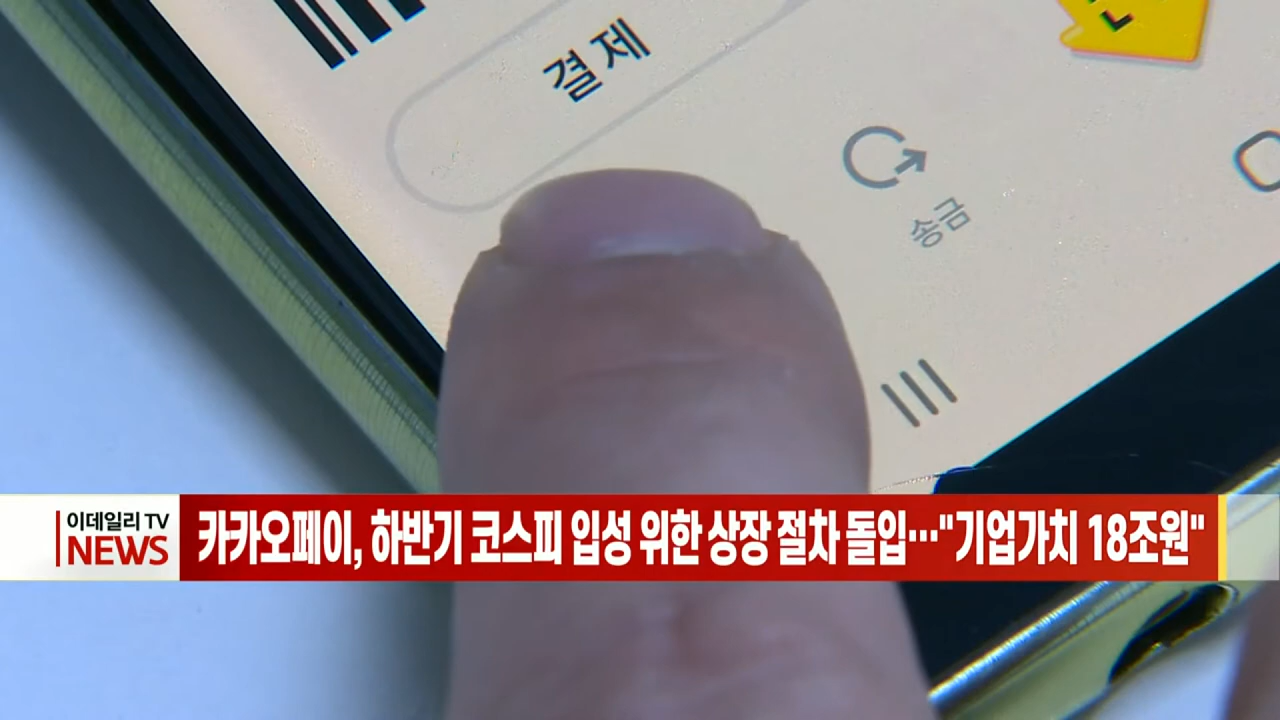 결제
송금
이데일리 TV
NEWS
카카오페이, 하반기 코스피 입성 위한 상장 절차 돌입…"기업가치 18조원"